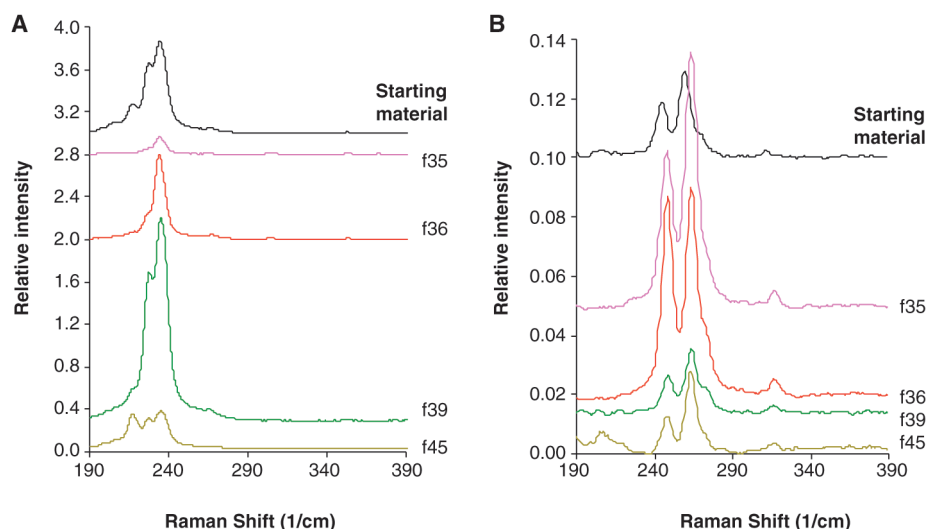 A
4.0
3.6
3.2
2.8
2.4
2.0
1.6
1.2
0.8
0.4
0.0
Relative intensity
190
240
290
340
390
Raman Shift (1/cm)
Starting
material
f35
f36
f39
f45
B
0.14
0.12
0.10
0.08
0.06
0.04
0.02
0.00
Relative intensity
190
240
290
340
390
Raman Shift (1/cm)
Starting
material
f35
f36
f39
f45